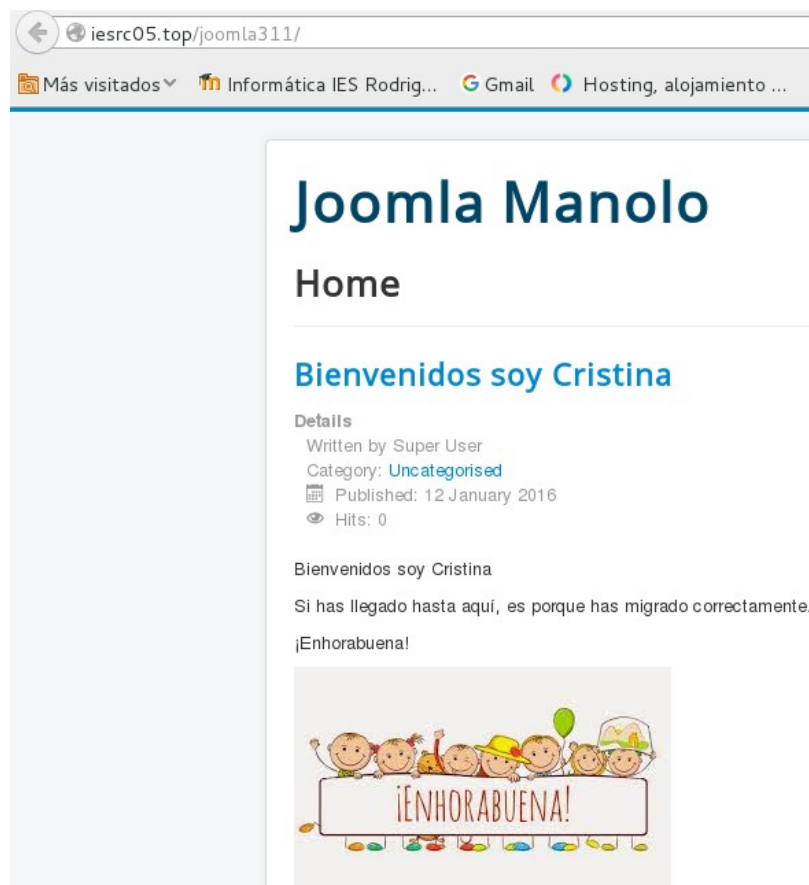 iesrc05.top/joomla311/
Más visitados Informática IES Rodrig... Gmail Hosting, alojamiento ...
Joomla Manolo
Home
Bienvenidos soy Cristina
Details
Written by Super User
Category: Uncategorised
Published: 12 January 2016
Hits: 0
Bienvenidos soy Cristina
Si has llegado hasta aquí, es porque has migrado correctamente.
¡Enhorabuena!
¡ENHORABUENA!